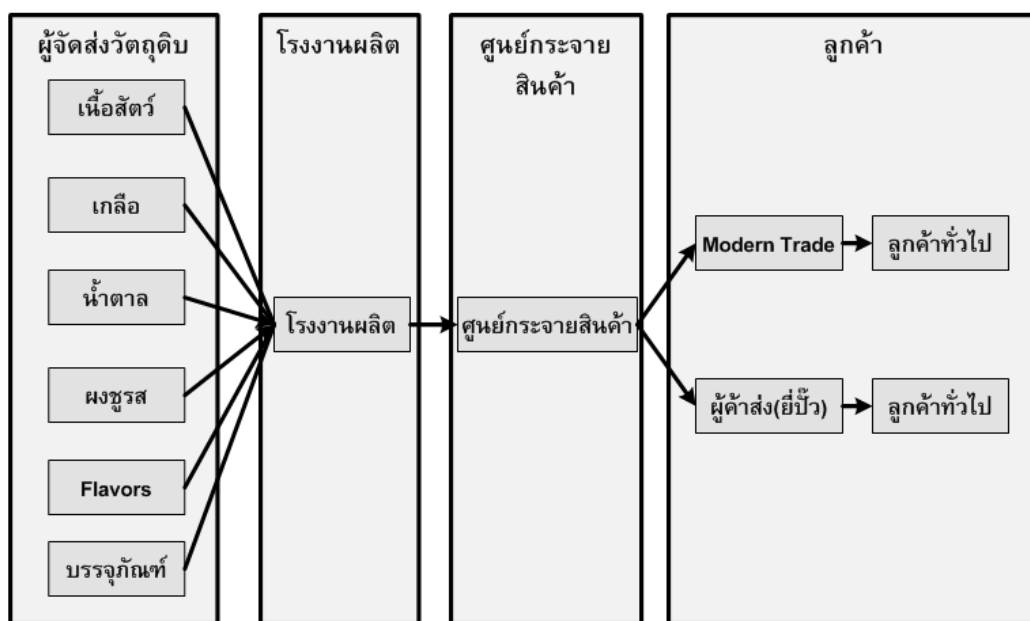 ผู้จัดส่งวัตถุดิบ
เนื้อสัตว์
เกลือ
น้ำตาล
ผงชูรส
Flavors
บรรจุภัณฑ์
โรงงานผลิต
โรงงานผลิต
ศูนย์กระจาย
สินค้า
ศูนย์กระจายสินค้า
ลูกค้า
Modern Trade
ลูกค้าทั่วไป
ผู้ค้าส่ง(ยี่ปั๊ว)
ลูกค้าทั่วไป